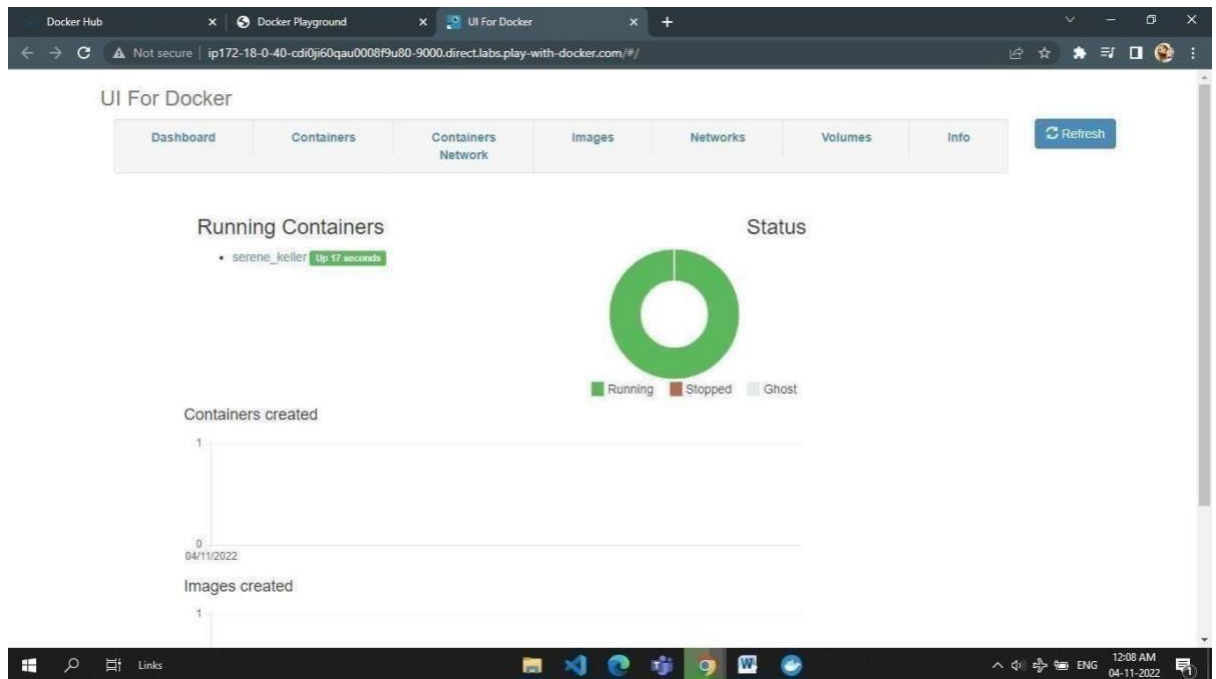 Docker Hub
Docker Playground
UI For Docker
Not secure | ip172-18-0-40-cdi0ji60qau0008f9u80-9000.direct.labs.play-with-docker.com/#/
UI For Docker
Dashboard
Containers
Containers
Network
Images
Networks
Volumes
Info
Refresh
Running Containers
serene_keller Up 17 seconds
Status
Running Stopped Ghost
Containers created
1
0
04/11/2022
Images created
1
Links
ENG
12:08 AM
04-11-2022
1